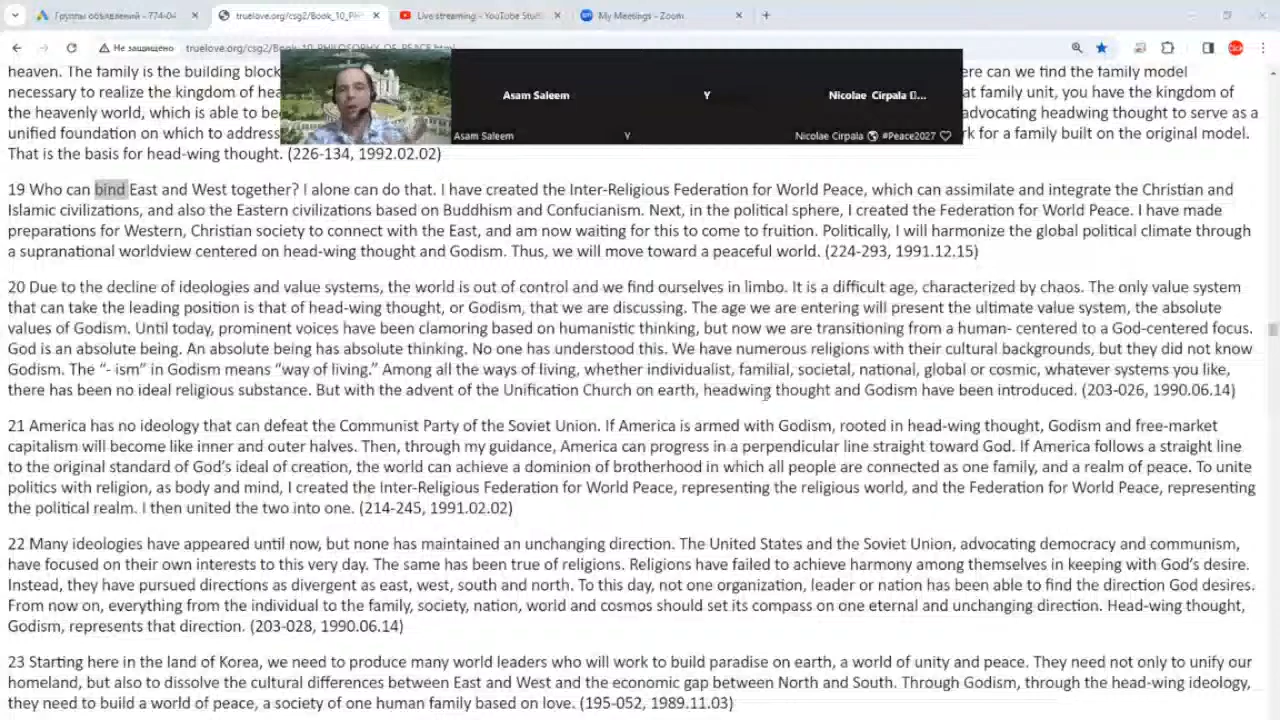 Группы объявлений - 774-04
truelove.org/csg2/Book_10_PH
Live streaming - YouTube Stud
My Meetings - Zoom
Не защищено
truelove.org/csg2/Book_10_PHILOSOPHY_OF_PEACE.html
heaven. The family is the building block
ere can we find the family model
necessary to realize the kingdom of hea
at family unit, you have the kingdom of
the heavenly world, which is able to be
advocating headwing thought to serve as a
unified foundation on which to address
rk for a family built on the original model.
That is the basis for head-wing thought. (226-134, 1992.02.02)
Asam Saleem
Y
Nicolae Cirpala
Asam Saleem
Y
Nicolae Cirpala #Peace2027
19 Who can bind East and West together? I alone can do that. I have created the Inter-Religious Federation for World Peace, which can assimilate and integrate the Christian and
Islamic civilizations, and also the Eastern civilizations based on Buddhism and Confucianism. Next, in the political sphere, I created the Federation for World Peace. I have made
preparations for Western, Christian society to connect with the East, and am now waiting for this to come to fruition. Politically, I will harmonize the global political climate through
a supranational worldview centered on head-wing thought and Godism. Thus, we will move toward a peaceful world. (224-293, 1991.12.15)
20 Due to the decline of ideologies and value systems, the world is out of control and we find ourselves in limbo. It is a difficult age, characterized by chaos. The only value system
that can take the leading position is that of head-wing thought, or Godism, that we are discussing. The age we are entering will present the ultimate value system, the absolute
values of Godism. Until today, prominent voices have been clamoring based on humanistic thinking, but now we are transitioning from a human- centered to a God-centered focus.
God is an absolute being. An absolute being has absolute thinking. No one has understood this. We have numerous religions with their cultural backgrounds, but they did not know
Godism. The “- ism” in Godism means “way of living.” Among all the ways of living, whether individualist, familial, societal, national, global or cosmic, whatever systems you like,
there has been no ideal religious substance. But with the advent of the Unification Church on earth, headwing thought and Godism have been introduced. (203-026, 1990.06.14)
21 America has no ideology that can defeat the Communist Party of the Soviet Union. If America is armed with Godism, rooted in head-wing thought, Godism and free-market
capitalism will become like inner and outer halves. Then, through my guidance, America can progress in a perpendicular line straight toward God. If America follows a straight line
to the original standard of God’s ideal of creation, the world can achieve a dominion of brotherhood in which all people are connected as one family, and a realm of peace. To unite
politics with religion, as body and mind, I created the Inter-Religious Federation for World Peace, representing the religious world, and the Federation for World Peace, representing
the political realm. I then united the two into one. (214-245, 1991.02.02)
22 Many ideologies have appeared until now, but none has maintained an unchanging direction. The United States and the Soviet Union, advocating democracy and communism,
have focused on their own interests to this very day. The same has been true of religions. Religions have failed to achieve harmony among themselves in keeping with God’s desire.
Instead, they have pursued directions as divergent as east, west, south and north. To this day, not one organization, leader or nation has been able to find the direction God desires.
From now on, everything from the individual to the family, society, nation, world and cosmos should set its compass on one eternal and unchanging direction. Head-wing thought,
Godism, represents that direction. (203-028, 1990.06.14)
23 Starting here in the land of Korea, we need to produce many world leaders who will work to build paradise on earth, a world of unity and peace. They need not only to unify our
homeland, but also to dissolve the cultural differences between East and West and the economic gap between North and South. Through Godism, through the head-wing ideology,
they need to build a world of peace, a society of one human family based on love. (195-052, 1989.11.03)